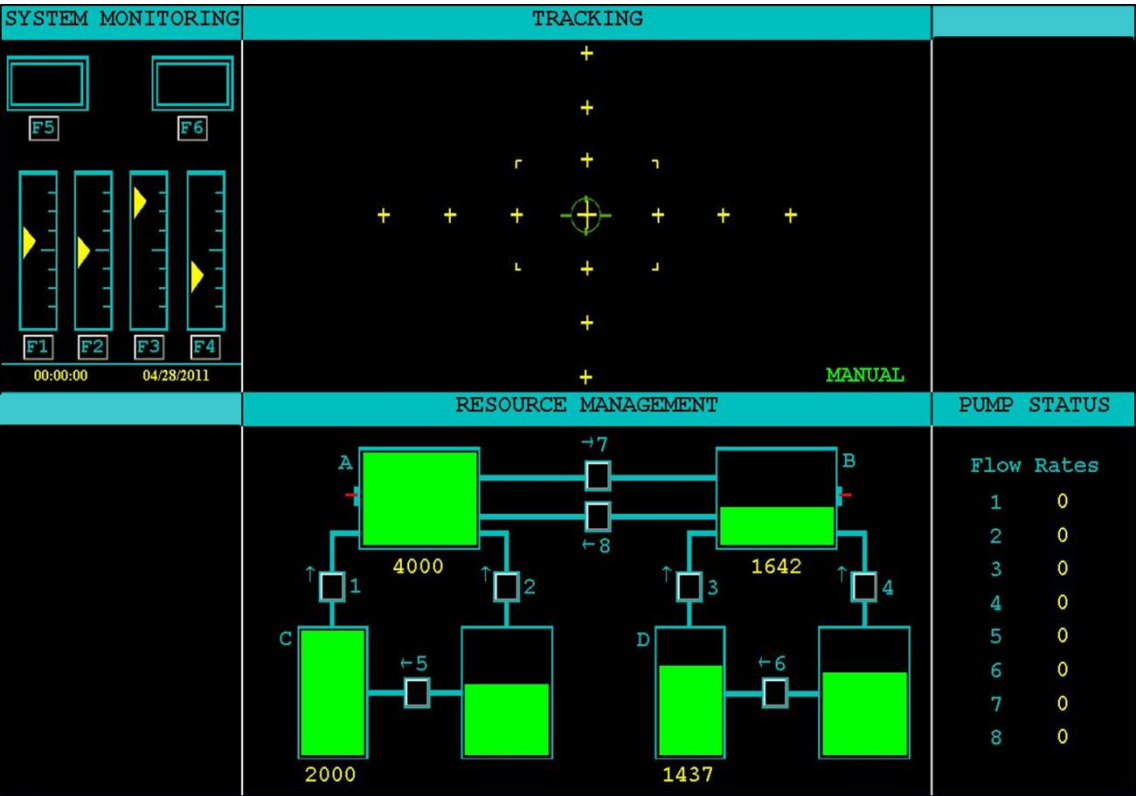 SYSTEM MONITORING
TRACKING
F5
F6
F1
F2
F3
F4
00:00:00
04/28/2011
MANUAL
RESOURCE MANAGEMENT
PUMP STATUS
→7
A
B
←8
4000
1642
↑
1
↑
2
↑
3
↑
4
C
←5
D
←6
2000
1437
Flow Rates
1 0
2 0
3 0
4 0
5 0
6 0
7 0
8 0